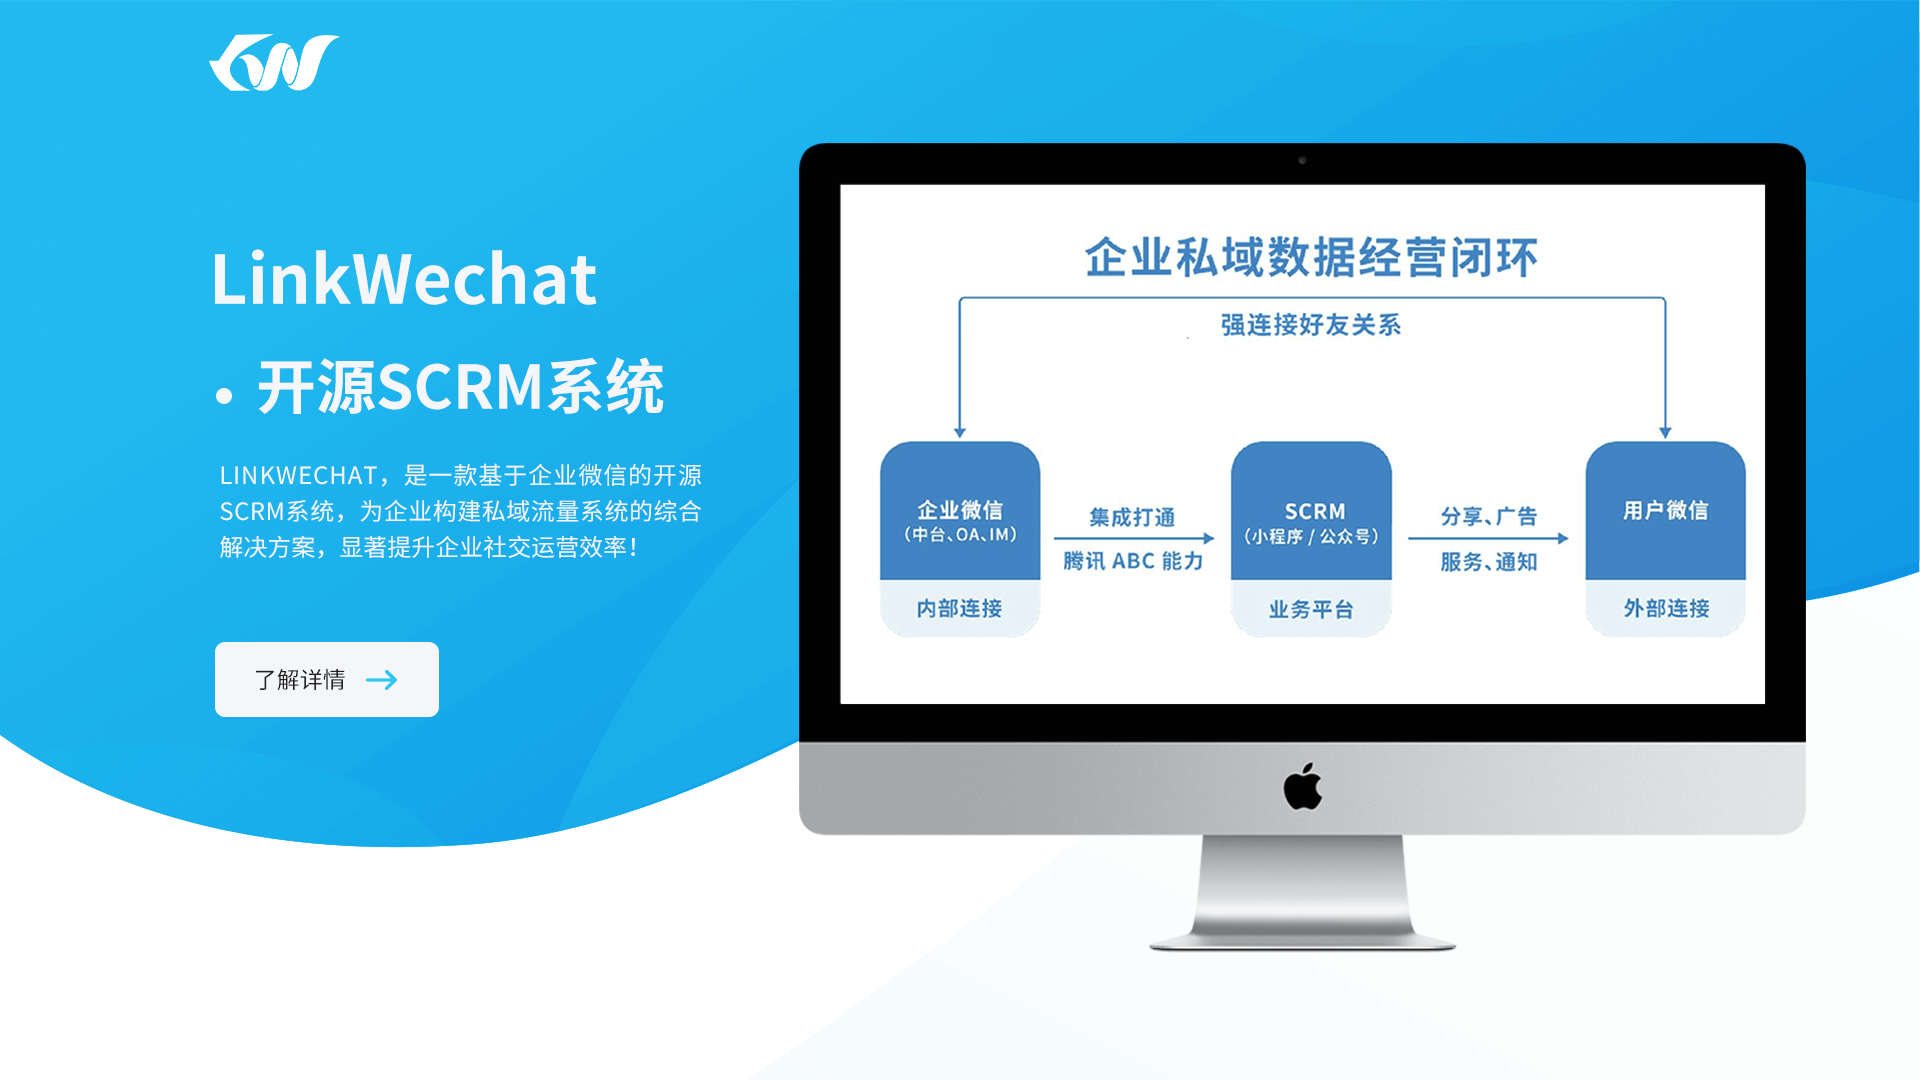 LinkWechat
• 开源SCRM系统
LINKWECHAT，是一款基于企业微信的开源
SCRM系统，为企业构建私域流量系统的综合
解决方案，显著提升企业社交运营效率！
了解详情
企业私域数据经营闭环
强连接好友关系
企业微信
（中台、OA、IM）
内部连接
集成打通
腾讯 ABC 能力
SCRM
（小程序 / 公众号）
业务平台
分享、广告
服务、通知
用户微信
外部连接